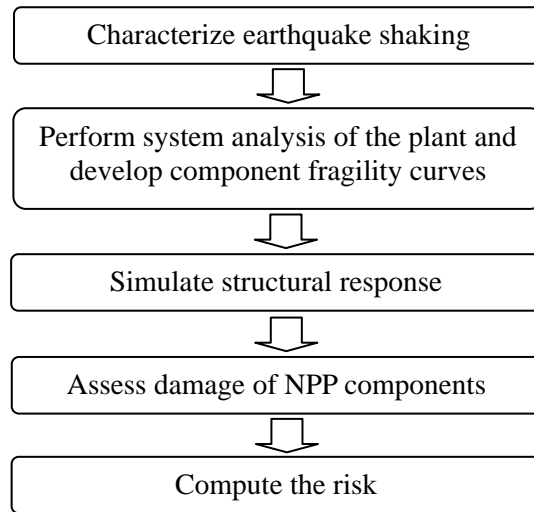 Characterize earthquake shaking
Perform system analysis of the plant and
develop component fragility curves
Simulate structural response
Assess damage of NPP components
Compute the risk